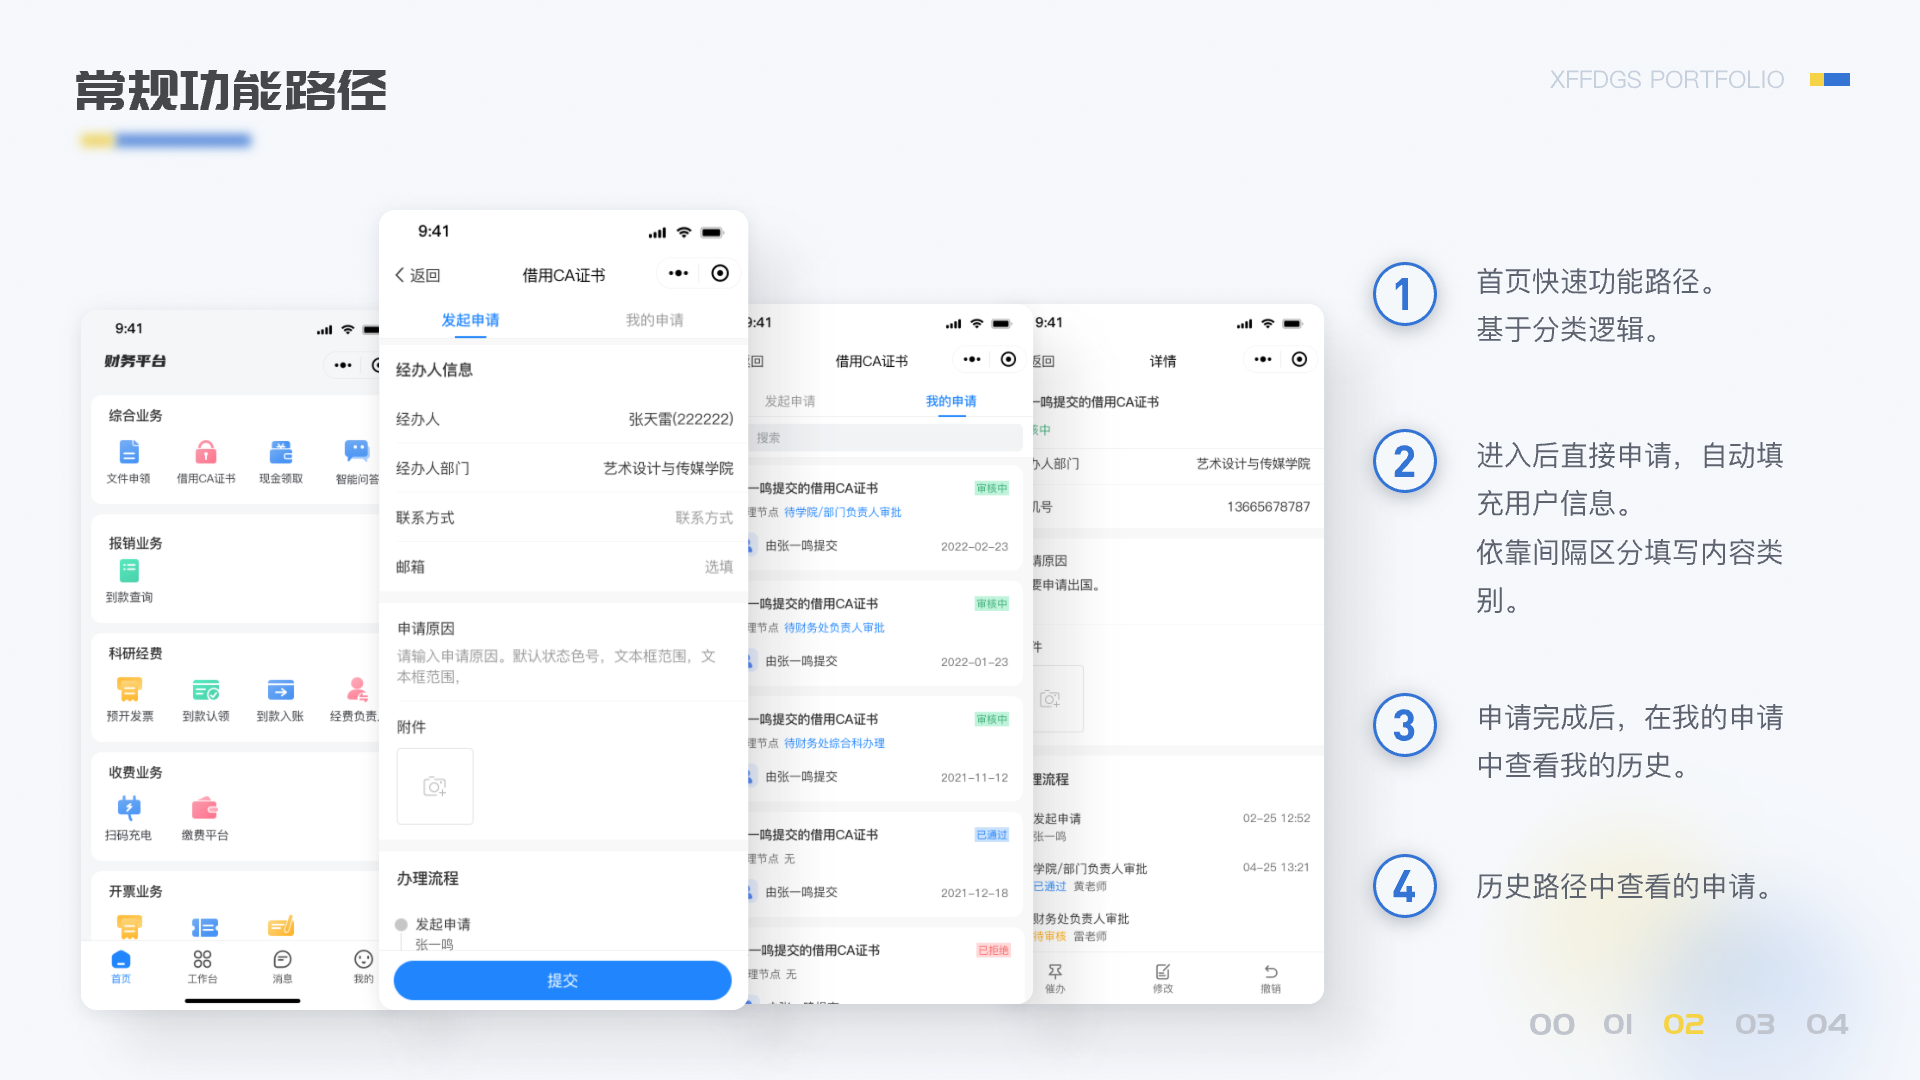 常规功能路径
XFFDGS PORTFOLIO
9:41
财务平台
综合业务
文件申领
借用CA证书
现金领取
智能问答
报销业务
到款查询
科研经费
预开发票
到款认领
到款入账
经费负责
收费业务
扫码充电
缴费平台
开票业务
首页
工作台
消息
我的
9:41
返回
借用CA证书
发起申请
我的申请
经办人信息
经办人
张天雷(222222)
经办人部门
艺术设计与传媒学院
联系方式
联系方式
邮箱
选填
申请原因
请输入申请原因。默认状态色号，文本框范围，文
本框范围，
附件
办理流程
发起申请
张一鸣
提交
9:41
回
借用CA证书
发起申请
我的申请
搜索
一鸣提交的借用CA证书
审核中
理节点 待学院/部门负责人审批
由张一鸣提交
2022-02-23
一鸣提交的借用CA证书
审核中
理节点 待财务处负责人审批
由张一鸣提交
2022-01-23
一鸣提交的借用CA证书
审核中
理节点 待财务处综合科办理
由张一鸣提交
2021-11-12
一鸣提交的借用CA证书
已通过
理节点 无
由张一鸣提交
2021-12-18
一鸣提交的借用CA证书
已拒绝
理节点 无
9:41
返回
详情
一鸣提交的借用CA证书
核中
办人部门
艺术设计与传媒学院
机号
13665678787
请原因
要申请出国。
件
理流程
发起申请
02-25 12:52
张一鸣
学院/部门负责人审批
04-25 13:21
已通过 黄老师
财务处负责人审批
待审核 雷老师
催办
修改
撤销
1
首页快速功能路径。
基于分类逻辑。
2
进入后直接申请，自动填
充用户信息。
依靠间隔区分填写内容类
别。
3
申请完成后，在我的申请
中查看我的历史。
4
历史路径中查看的申请。
00 01 02 03 04